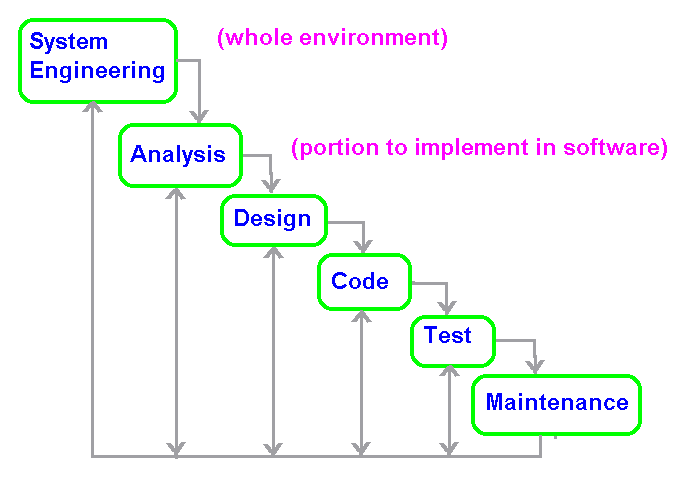 System
Engineering
(whole environment)
Analysis
(portion to implement in software)
Design
Code
Test
Maintenance